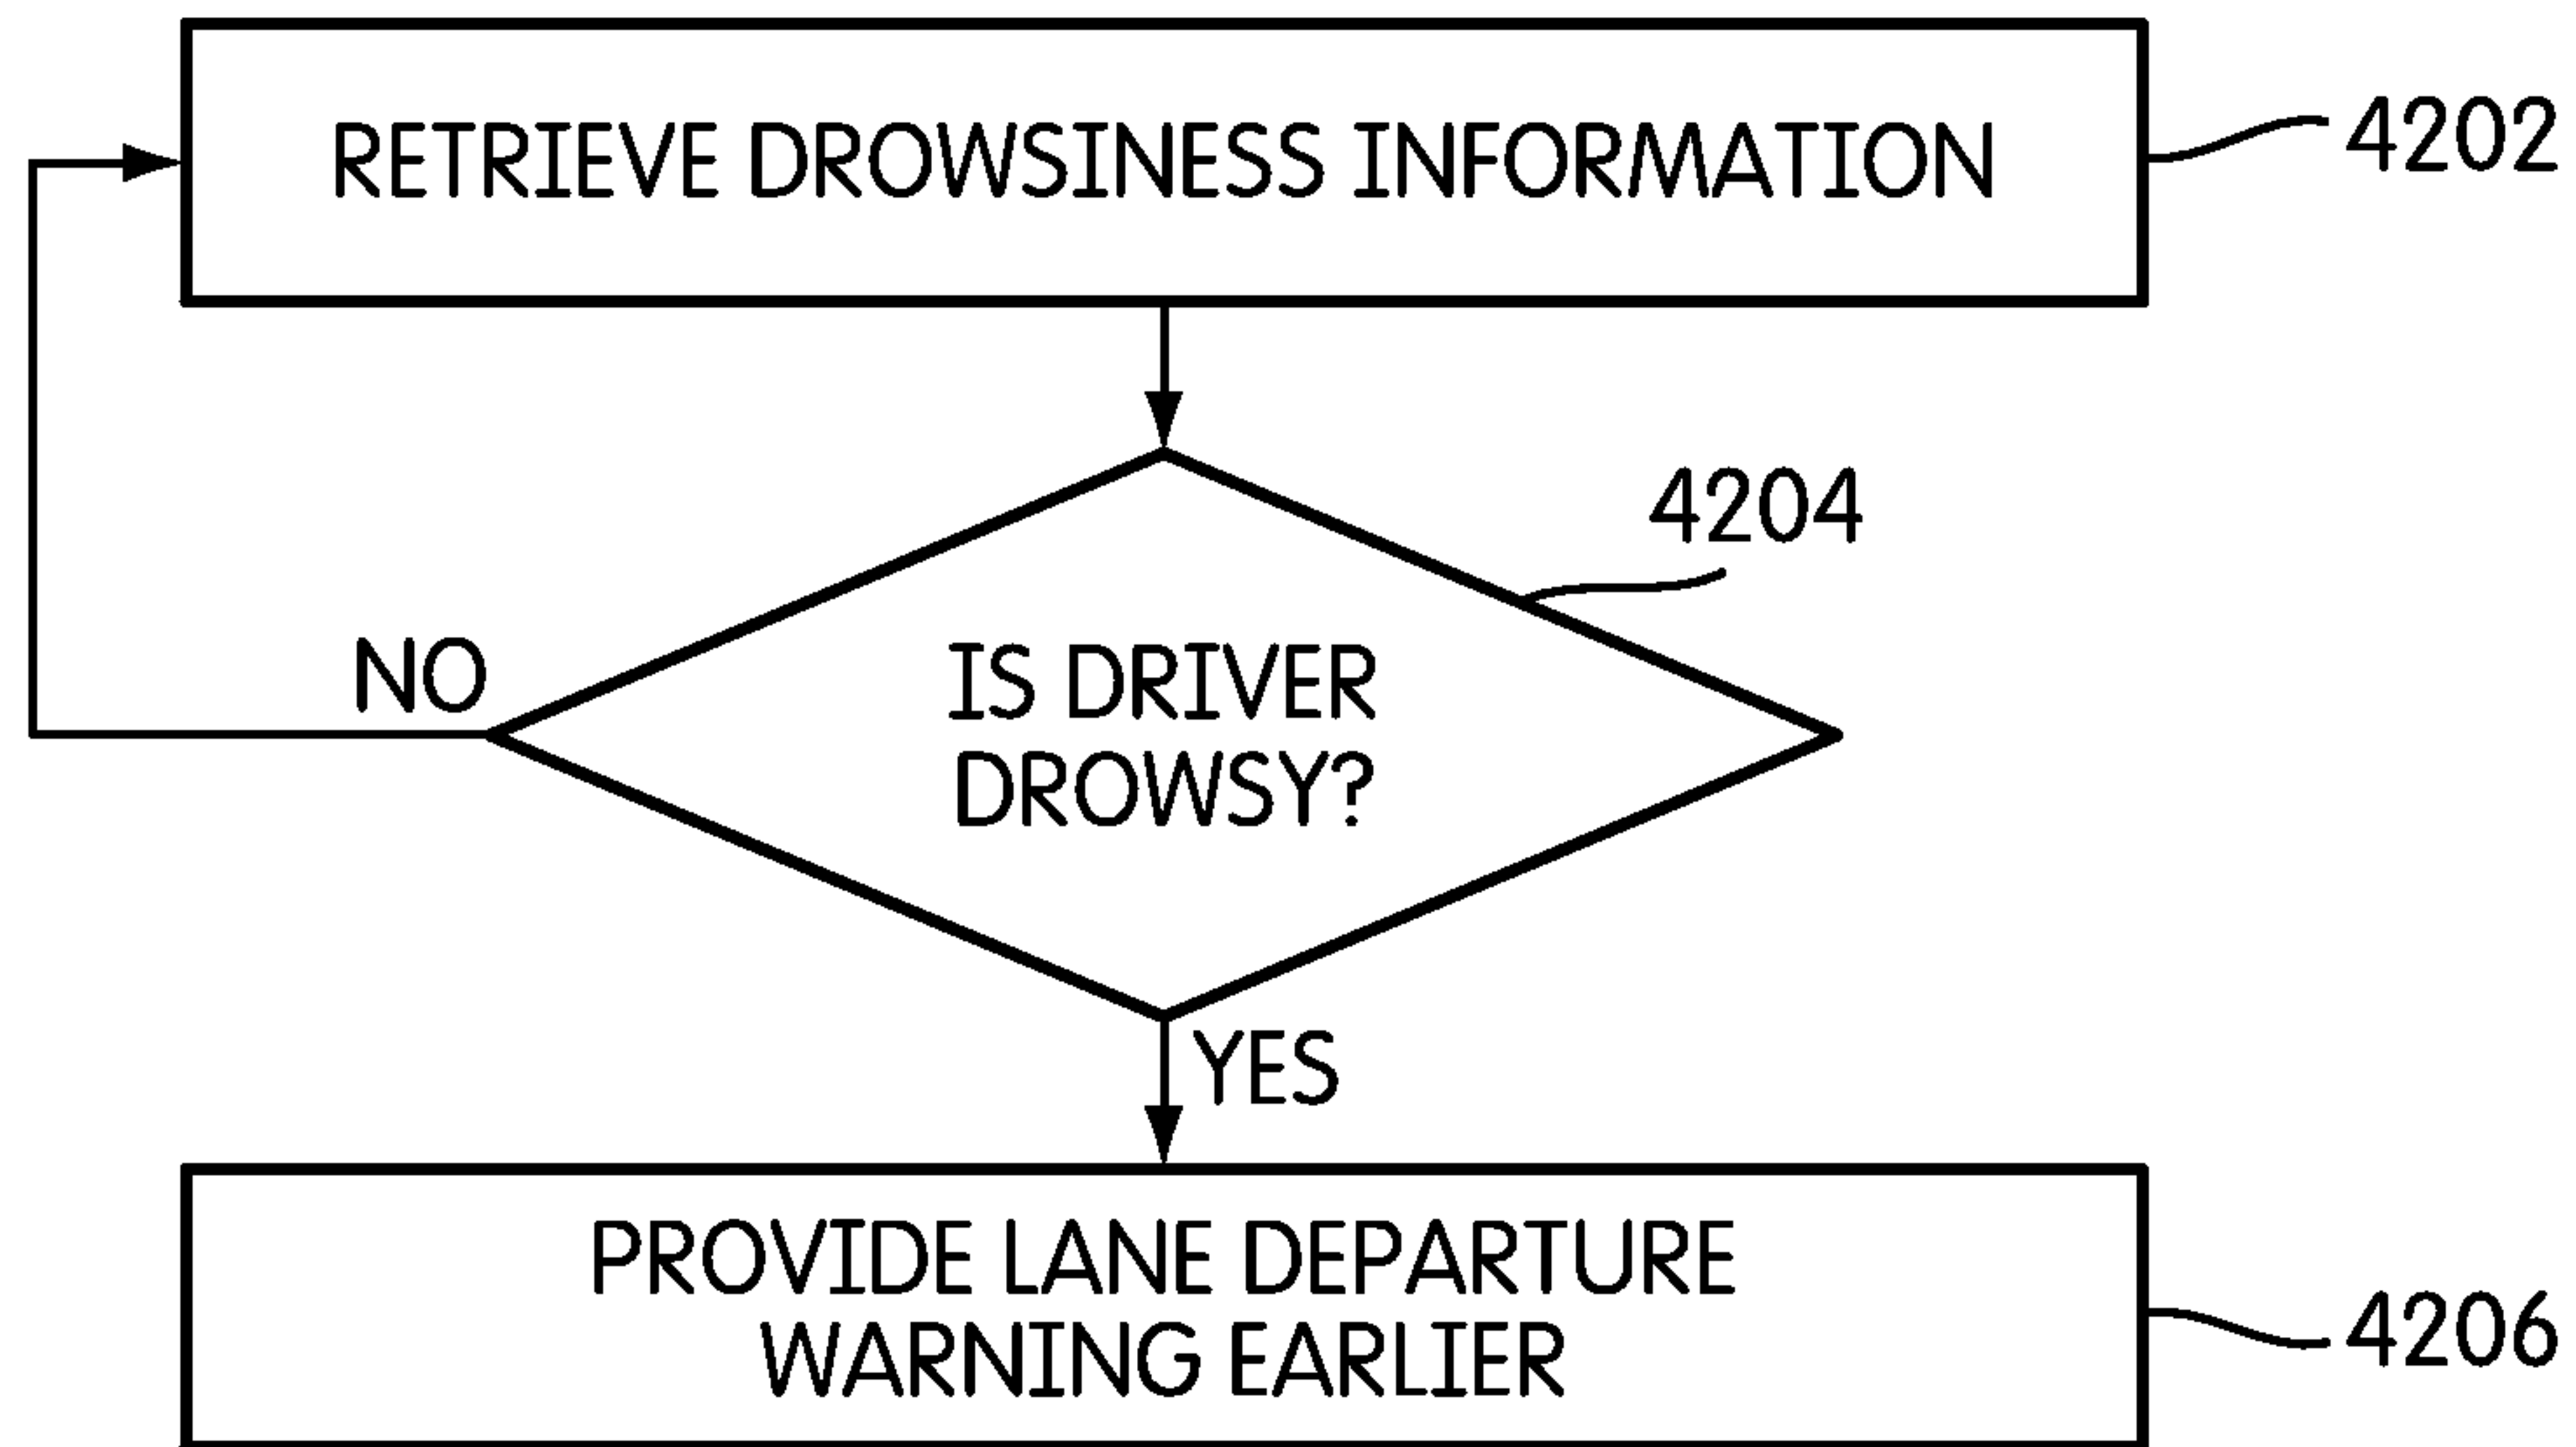 RETRIEVE DROWSINESS INFORMATION
4202
4204
NO
IS DRIVER
DROWSY?
YES
PROVIDE LANE DEPARTURE
WARNING EARLIER
4206